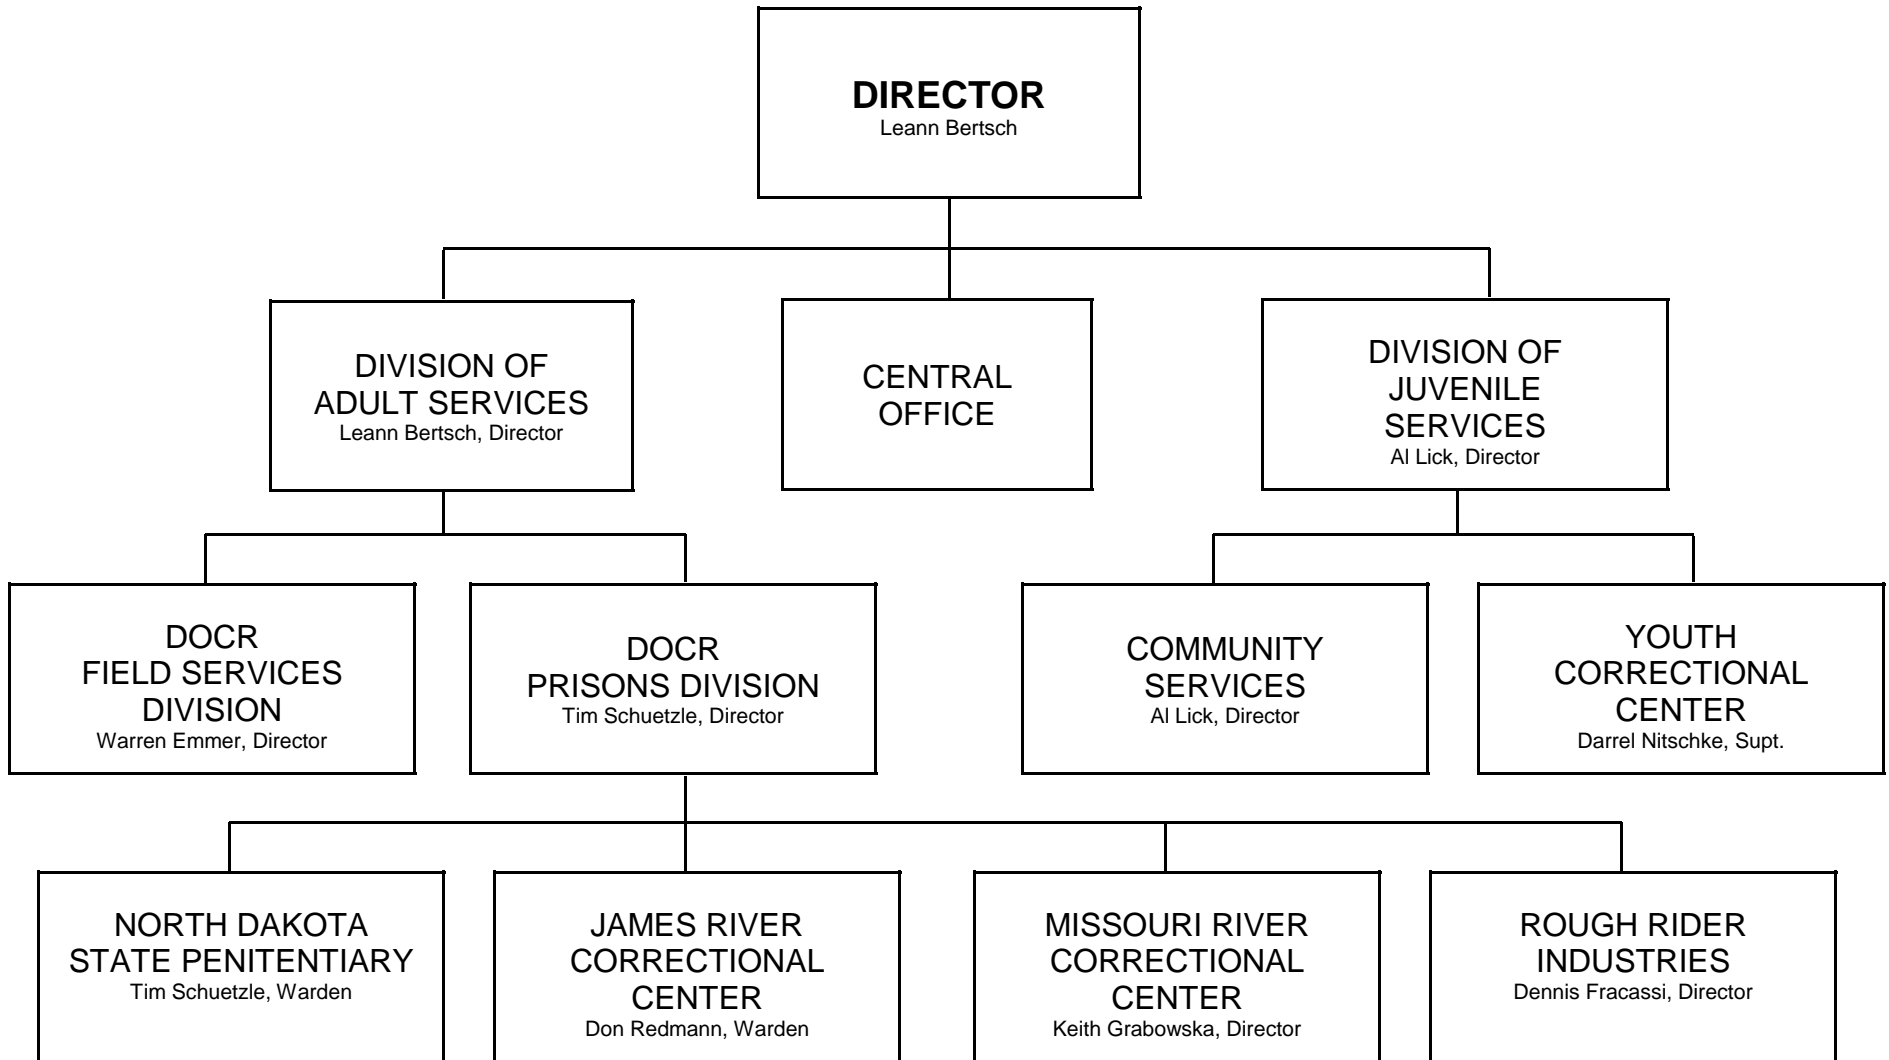 DIRECTOR
Leann Bertsch
DIVISION OF
ADULT SERVICES
Leann Bertsch, Director
CENTRAL
OFFICE
DIVISION OF
JUVENILE
SERVICES
Al Lick, Director
DOCR
FIELD SERVICES
DIVISION
Warren Emmer, Director
DOCR
PRISONS DIVISION
Tim Schuetzle, Director
COMMUNITY
SERVICES
Al Lick, Director
YOUTH
CORRECTIONAL
CENTER
Darrel Nitschke, Supt.
NORTH DAKOTA
STATE PENITENTIARY
Tim Schuetzle, Warden
JAMES RIVER
CORRECTIONAL
CENTER
Don Redmann, Warden
MISSOURI RIVER
CORRECTIONAL
CENTER
Keith Grabowska, Director
ROUGH RIDER
INDUSTRIES
Dennis Fracassi, Director